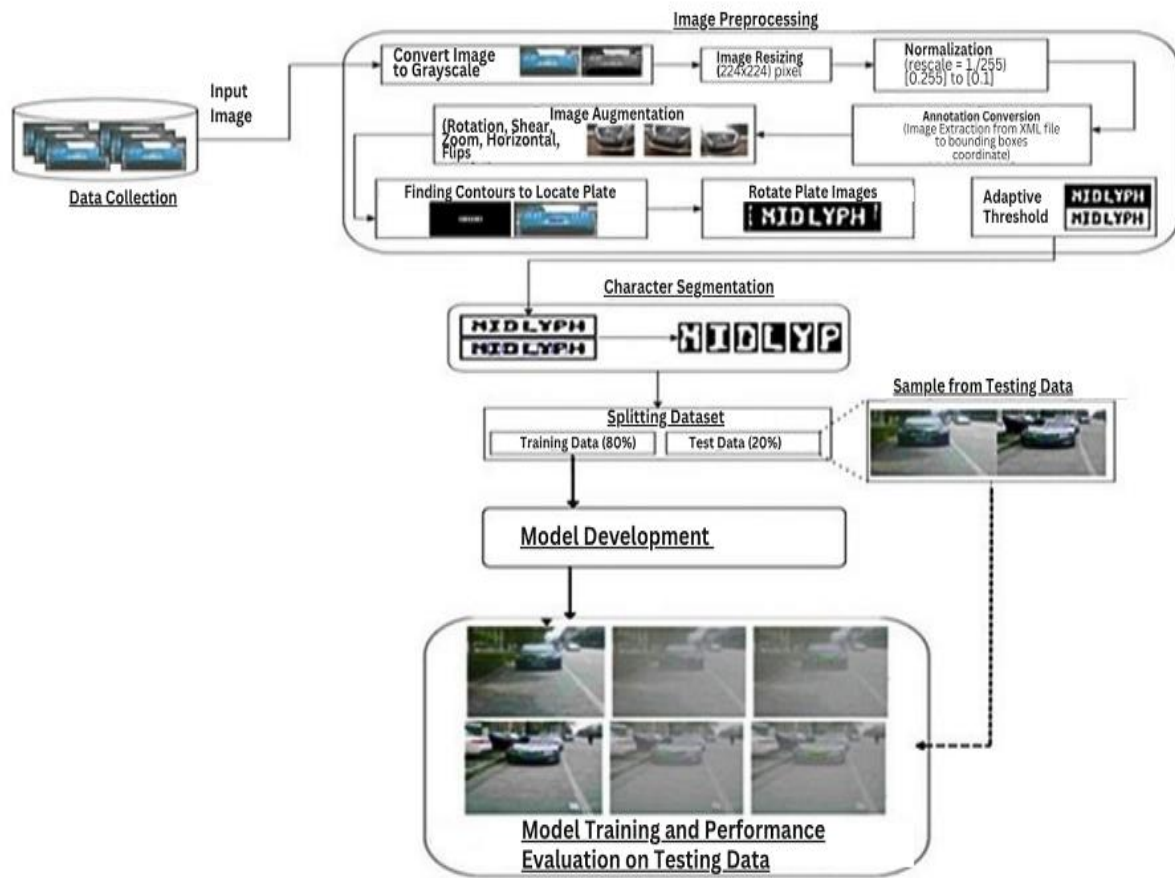 Image Preprocessing
Convert Image
to Grayscale
Image Resizing
(224x224) pixel
Normalization
(rescale = 1./255)
[0.255] to [0.1]
Input
Image
Image Augmentation
(Rotation, Shear,
Zoom, Horizontal,
Flips
Annotation Conversion
(Image Extraction from XML file
to bounding boxes
coordinate)
Data Collection
Finding Contours to Locate Plate
Rotate Plate Images
MIDLYPH
Adaptive
Threshold
MIDLYPH
MIDLYPH
Character Segmentation
MIDLYPH
MIDLYPH
MIDLYP
Splitting Dataset
Training Data (80%)
Test Data (20%)
Sample from Testing Data
Model Development
Model Training and Performance
Evaluation on Testing Data